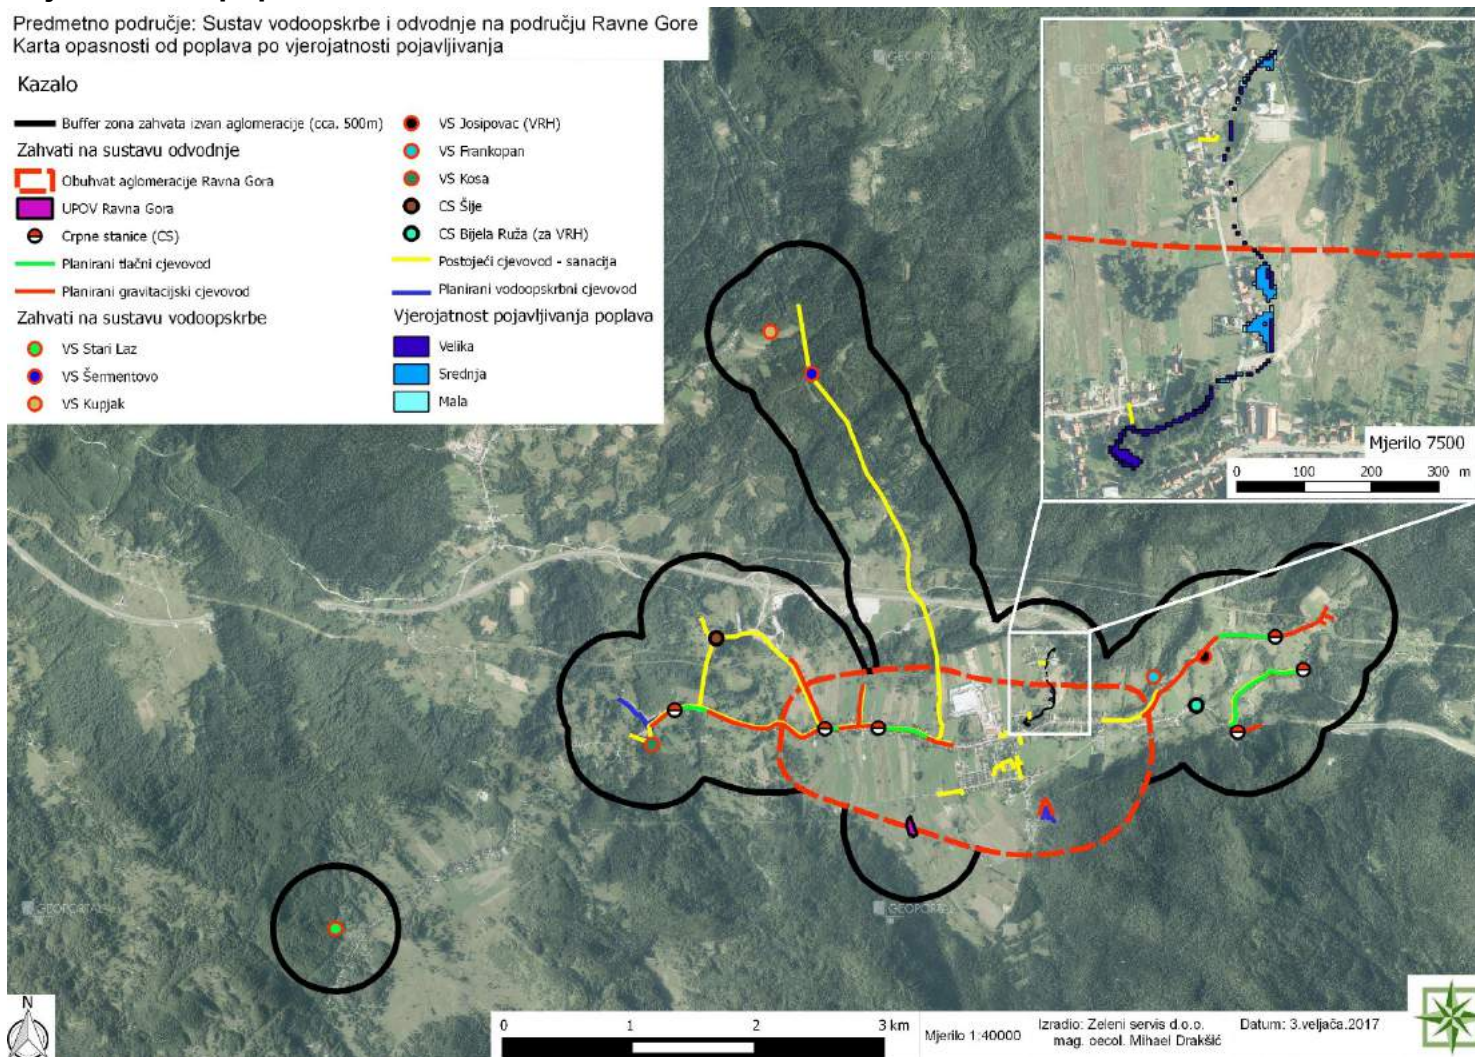 Predmetno područje: Sustav vodoopskrbe i odvodnje na području Ravne Gore
Karta opasnosti od poplava po vjerojatnosti pojavljivanja
Kazalo
Buffer zona zahvata izvan aglomeracije (cca. 500m)
Zahvati na sustavu odvodnje
Obuhvat aglomeracije Ravna Gora
UPOV Ravna Gora
Crpne stanice (CS)
Planirani tlačni cjevovod
Planirani gravitacijski cjevovod
Zahvati na sustavu vodoopskrbe
VS Stari Laz
VS Šermentovo
VS Kupjak
VS Josipovac (VRH)
VS Frankopan
VS Kosa
CS Šije
CS Bijela Ruža (za VRH)
Postojeći cjevovod - sanacija
Planirani vodoopskrbni cjevovod
Vjerojatnost pojavljivanja poplava
Velika
Srednja
Mala
GEOPORTAL
GEOPORTAL
Mjerilo 7500
0 100 200 300 m
GEOPORTAL
GEOPORTAL
N
0 1 2 3 km
Mjerilo 1:40000
Izradio: Zeleni servis d.o.o.
mag. oecol. Mihael Drakšić
Datum: 3.veljača.2017